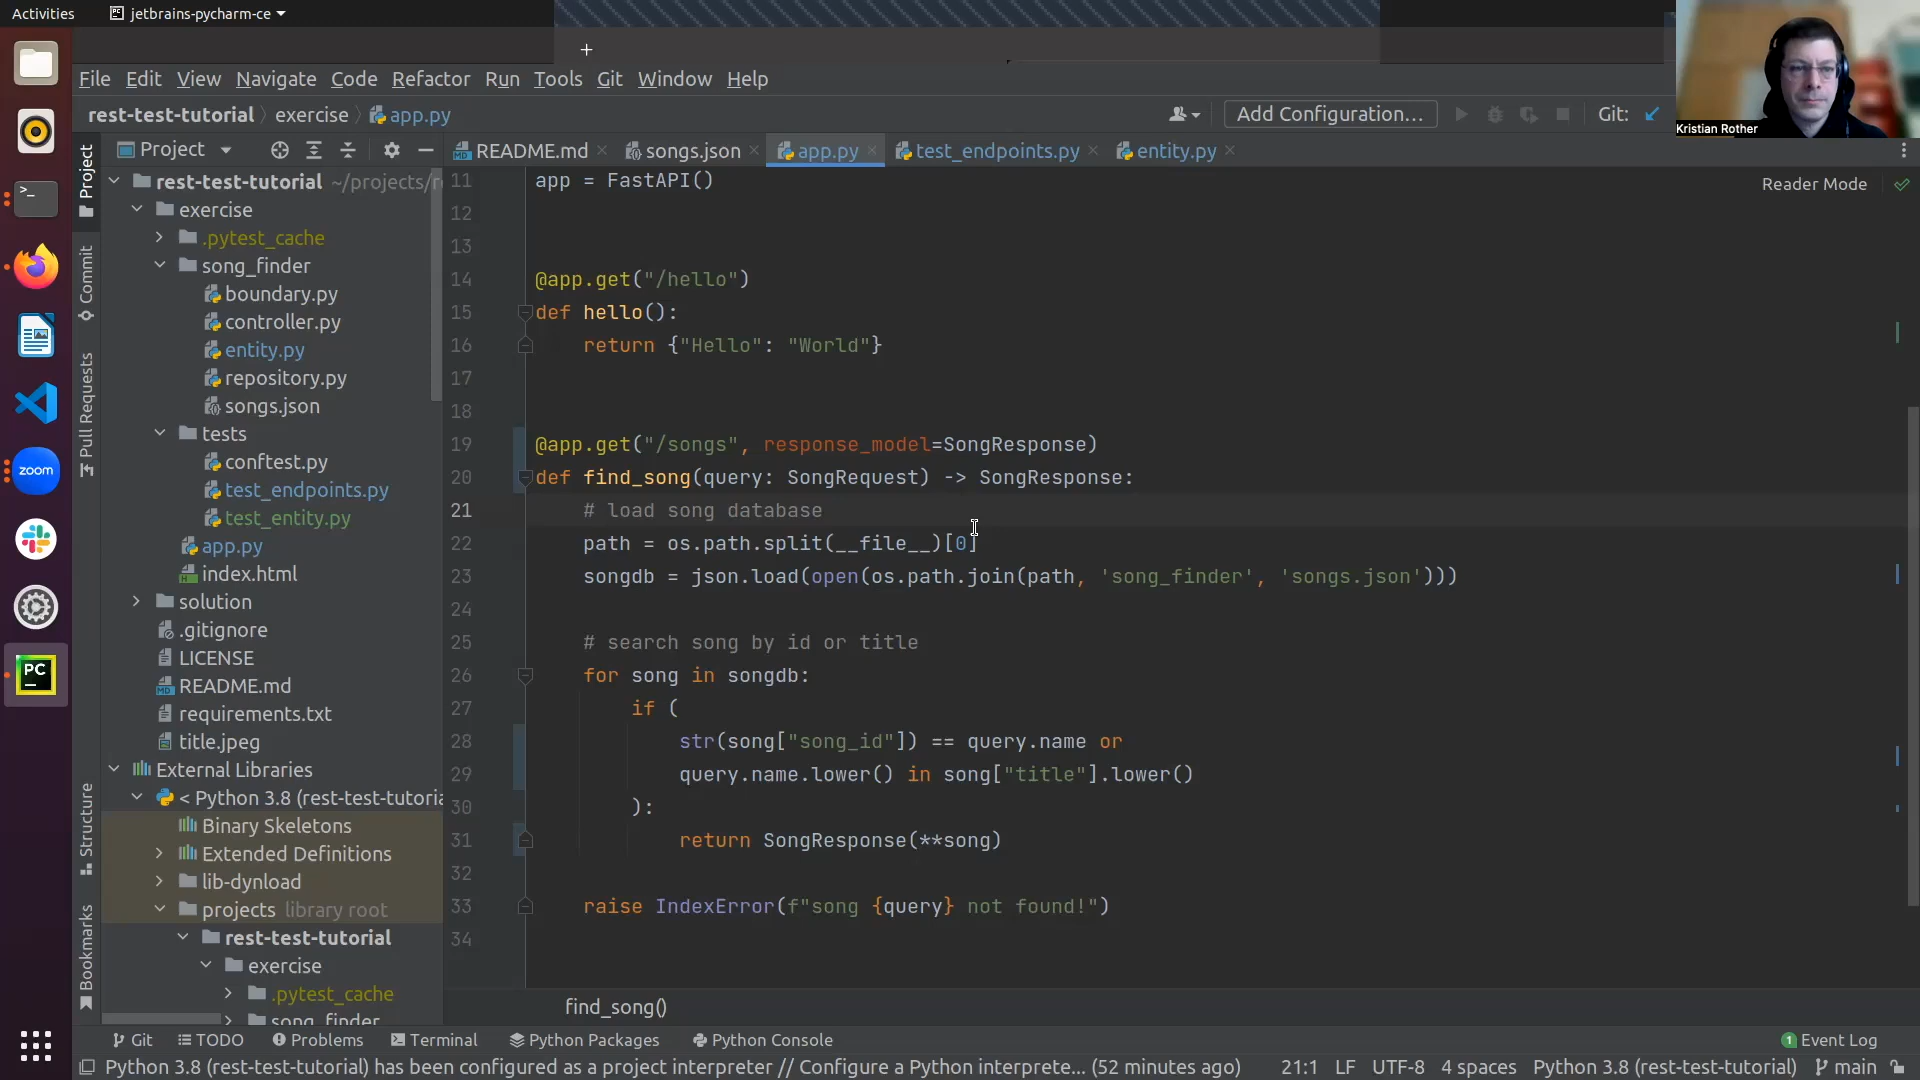 Activities
jetbrains-pycharm-ce
+
File Edit View Navigate Code Refactor Run Tools Git Window Help
rest-test-tutorial exercise app.py
Add Configuration...
Git:
Kristian Rother
Project
README.md songs.json app.py test_endpoints.py entity.py
Project
Commit
Pull Requests
Structure
Bookmarks
Reader Mode
rest-test-tutorial ~/projects/r
exercise
.pytest_cache
song_finder
boundary.py
controller.py
entity.py
repository.py
songs.json
tests
conftest.py
test_endpoints.py
test_entity.py
app.py
index.html
solution
.gitignore
LICENSE
README.md
requirements.txt
title.jpeg
External Libraries
< Python 3.8 (rest-test-tutoria
Binary Skeletons
Extended Definitions
lib-dynload
projects library root
rest-test-tutorial
exercise
.pytest_cache
song_finder
zoom
PC
11 app = FastAPI()
12
13
14 @app.get("/hello")
15 def hello():
16 return {"Hello": "World"}
17
18
19 @app.get("/songs", response_model=SongResponse)
20 def find_song(query: SongRequest) -> SongResponse:
21 # load song database
22 path = os.path.split(__file__)[0]
23 songdb = json.load(open(os.path.join(path, 'song_finder', 'songs.json')))
24
25 # search song by id or title
26 for song in songdb:
27 if (
28 str(song["song_id"]) == query.name or
29 query.name.lower() in song["title"].lower()
30 ):
31 return SongResponse(**song)
32
33 raise IndexError(f"song {query} not found!")
34
find_song()
Git TODO Problems Terminal Python Packages Python Console
1 Event Log
Python 3.8 (rest-test-tutorial) has been configured as a project interpreter // Configure a Python interprete... (52 minutes ago)
21:1 LF UTF-8 4 spaces Python 3.8 (rest-test-tutorial) main